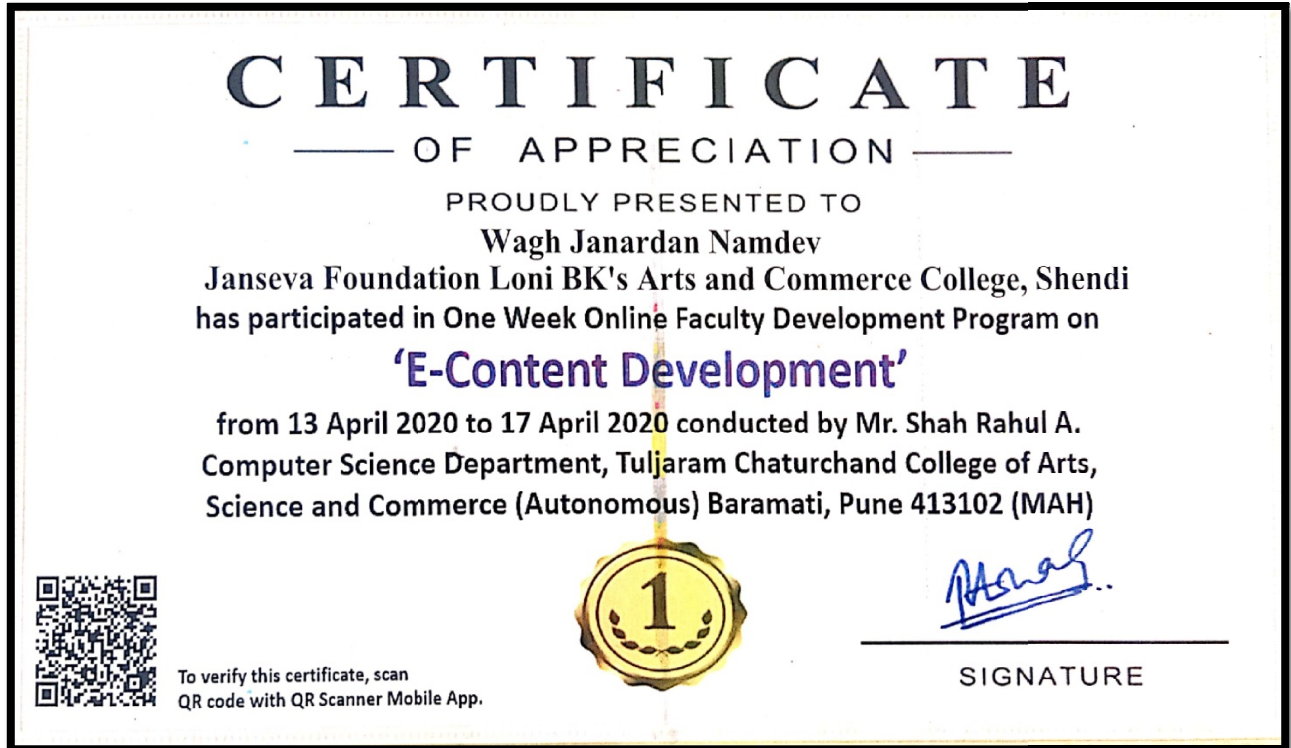 CERTIFICATE
OF APPRECIATION
PROUDLY PRESENTED TO
Wagh Janardan Namdev
Janseva Foundation Loni BK's Arts and Commerce College, Shendi
has participated in One Week Online Faculty Development Program on
‘E-Content Development’
from 13 April 2020 to 17 April 2020 conducted by Mr. Shah Rahul A.
Computer Science Department, Tuljaram Chaturchand College of Arts,
Science and Commerce (Autonomous) Baramati, Pune 413102 (MAH)
1
To verify this certificate, scan
QR code with QR Scanner Mobile App.
SIGNATURE